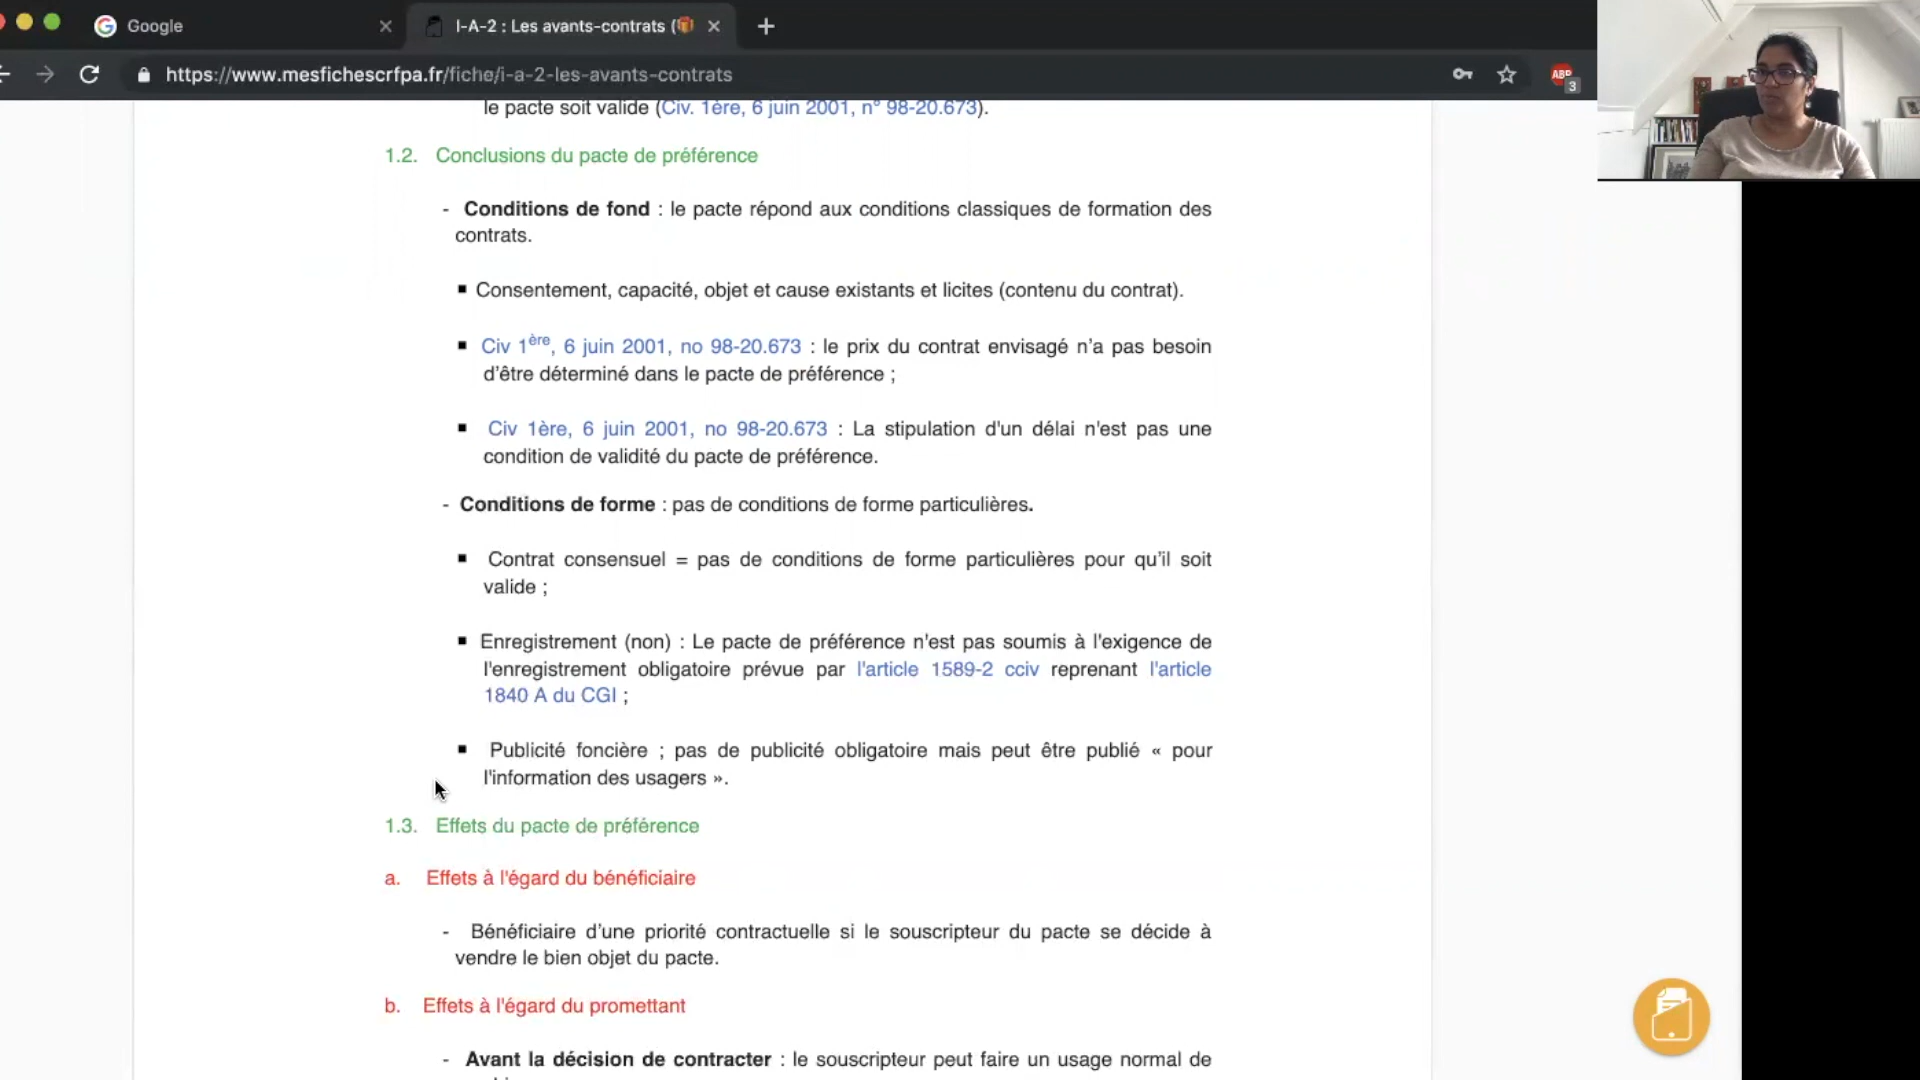 Google
I-A-2 : Les avants-contrats (
https://www.mesfichescrfpa.fr/fiche/i-a-2-les-avants-contrats
ABP
3
le pacte soit valide (Civ. 1ère, 6 juin 2001, n° 98-20.673).
1.2. Conclusions du pacte de préférence
- Conditions de fond : le pacte répond aux conditions classiques de formation des
contrats.
▪ Consentement, capacité, objet et cause existants et licites (contenu du contrat).
▪ Civ 1ère, 6 juin 2001, no 98-20.673 : le prix du contrat envisagé n’a pas besoin
d’être déterminé dans le pacte de préférence ;
▪ Civ 1ère, 6 juin 2001, no 98-20.673 : La stipulation d'un délai n'est pas une
condition de validité du pacte de préférence.
- Conditions de forme : pas de conditions de forme particulières.
▪ Contrat consensuel = pas de conditions de forme particulières pour qu’il soit
valide ;
▪ Enregistrement (non) : Le pacte de préférence n'est pas soumis à l'exigence de
l'enregistrement obligatoire prévue par l'article 1589-2 cciv reprenant l'article
1840 A du CGI ;
▪ Publicité foncière ; pas de publicité obligatoire mais peut être publié « pour
l'information des usagers ».
1.3. Effets du pacte de préférence
a. Effets à l'égard du bénéficiaire
- Bénéficiaire d’une priorité contractuelle si le souscripteur du pacte se décide à
vendre le bien objet du pacte.
b. Effets à l'égard du promettant
- Avant la décision de contracter : le souscripteur peut faire un usage normal de